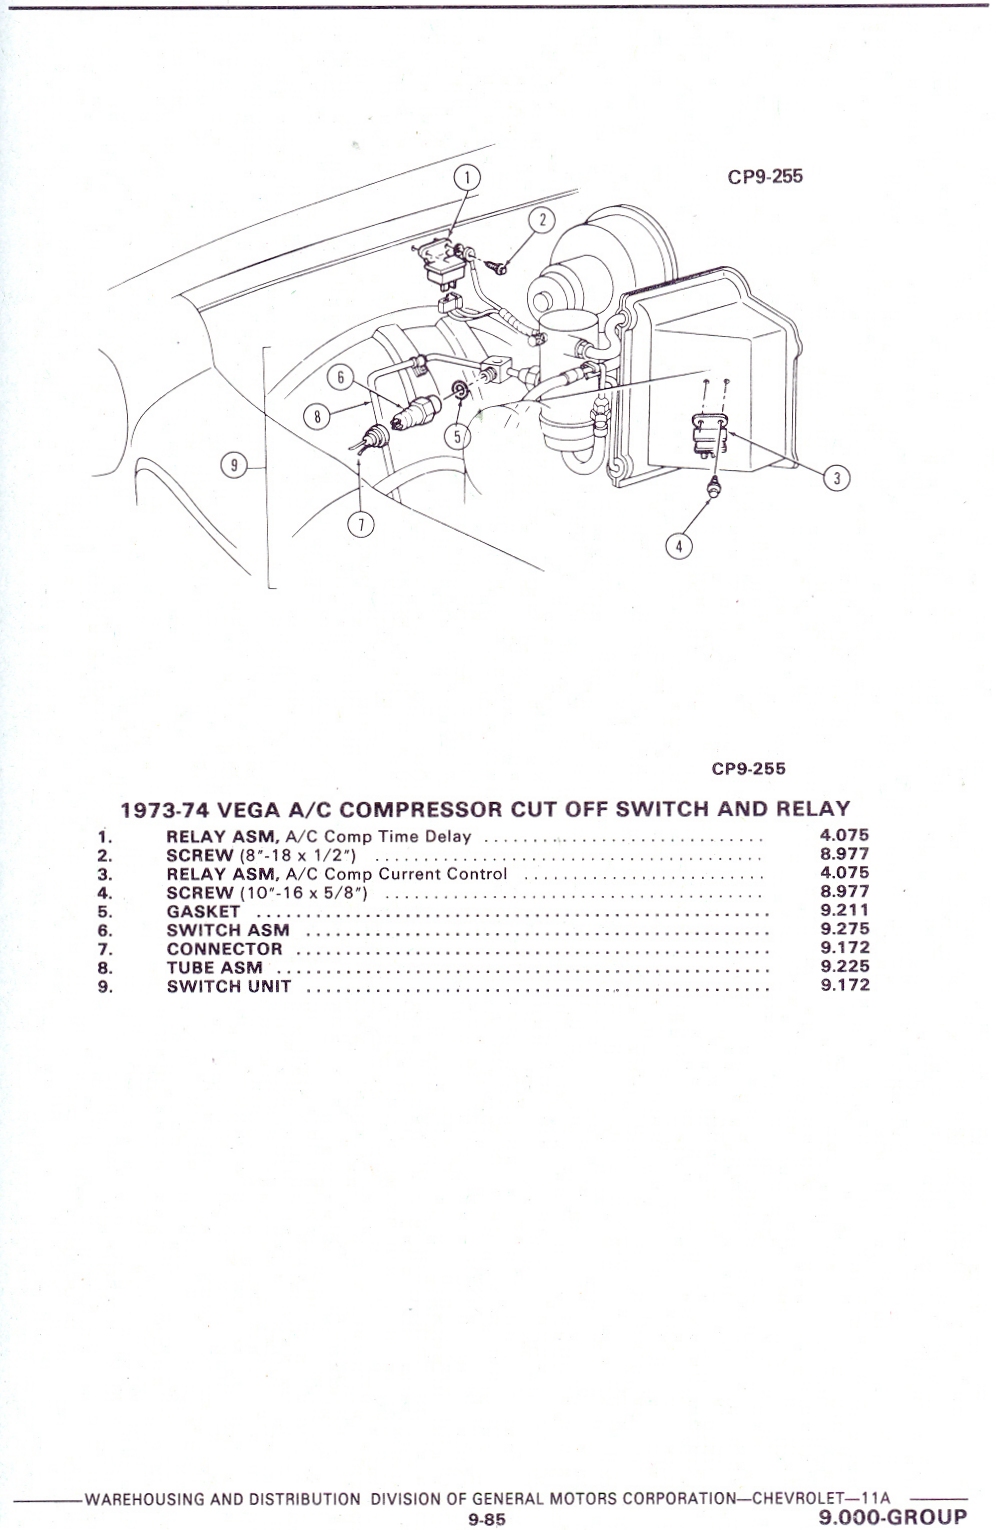 CP9-255
1
2
6
8
5
9
3
7
4
CP9-255
1973-74 VEGA A/C COMPRESSOR CUT OFF SWITCH AND RELAY
1. RELAY ASM, A/C Comp Time Delay ............................ 4.075
2. SCREW (8"-18 x 1/2") ........................................ 8.977
3. RELAY ASM, A/C Comp Current Control ........................ 4.075
4. SCREW (10"-16 x 5/8") ....................................... 8.977
5. GASKET .................................................... 9.211
6. SWITCH ASM ............................................... 9.275
7. CONNECTOR ................................................ 9.172
8. TUBE ASM .................................................. 9.225
9. SWITCH UNIT ............................................... 9.172
WAREHOUSING AND DISTRIBUTION DIVISION OF GENERAL MOTORS CORPORATION—CHEVROLET—11A
9-85
9.000-GROUP